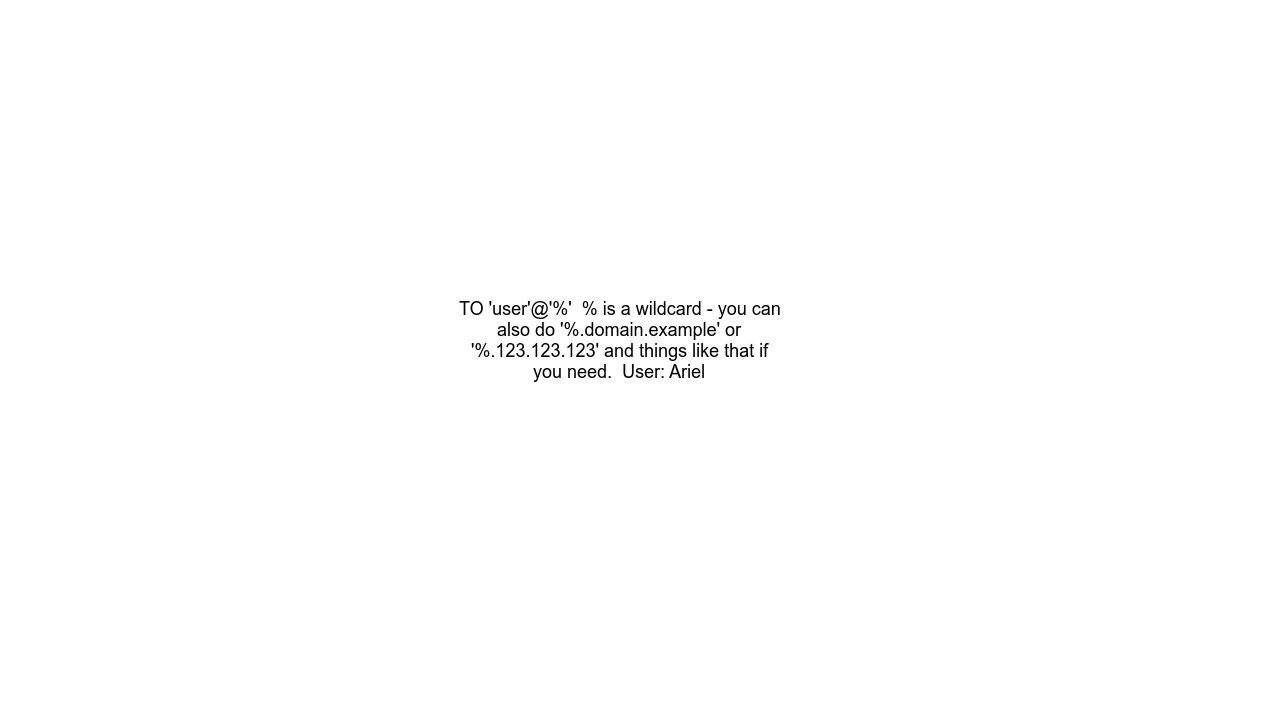 TO 'user'@'%'  % is a wildcard - you can
also do '%.domain.example' or
'%.123.123.123' and things like that if
you need.  User: Ariel